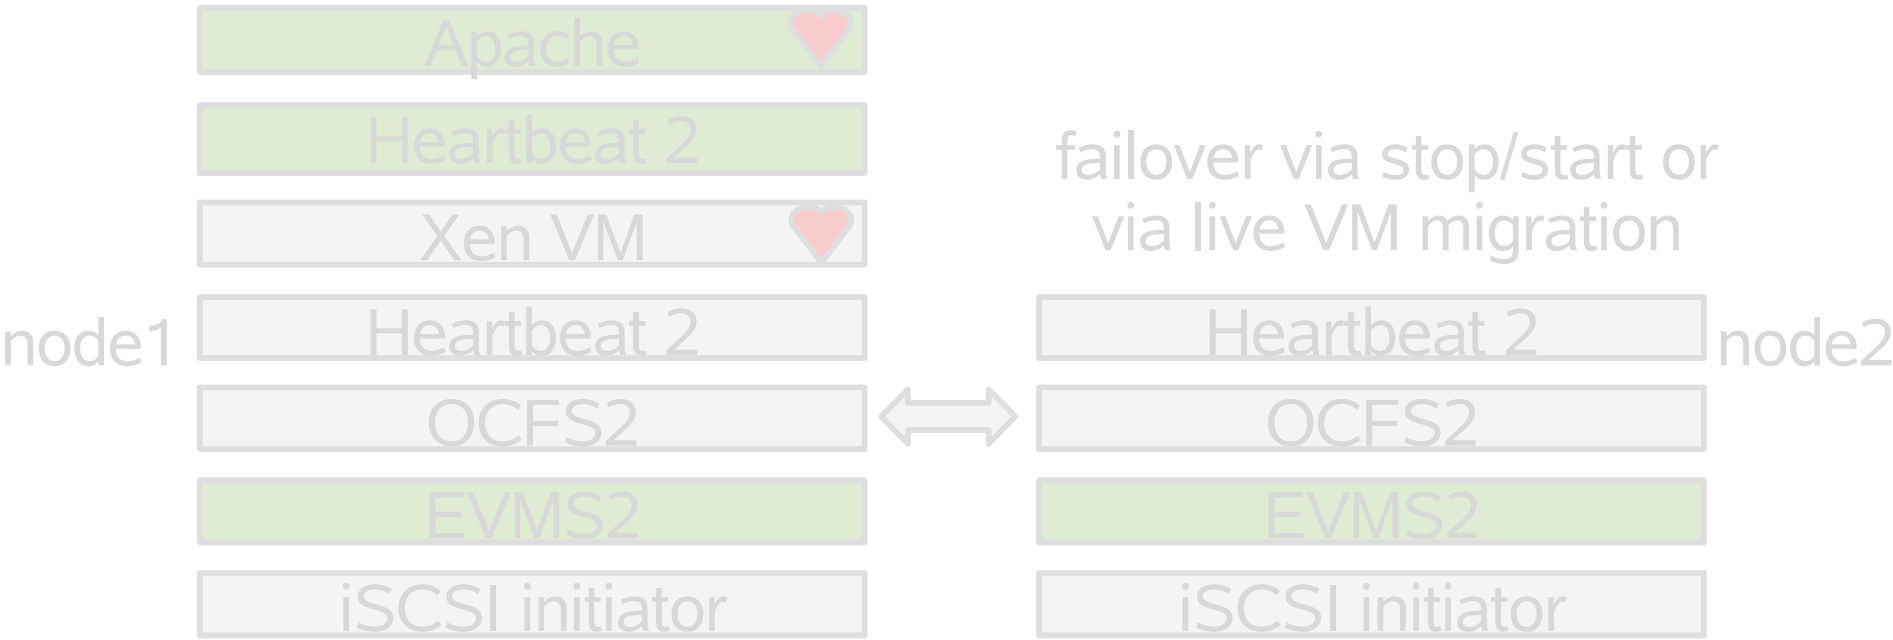 Apache
Heartbeat 2
Xen VM
node1
Heartbeat 2
OCFS2
EVMS2
iSCSI initiator
failover via stop/start or
via live VM migration
Heartbeat 2
node2
OCFS2
EVMS2
iSCSI initiator